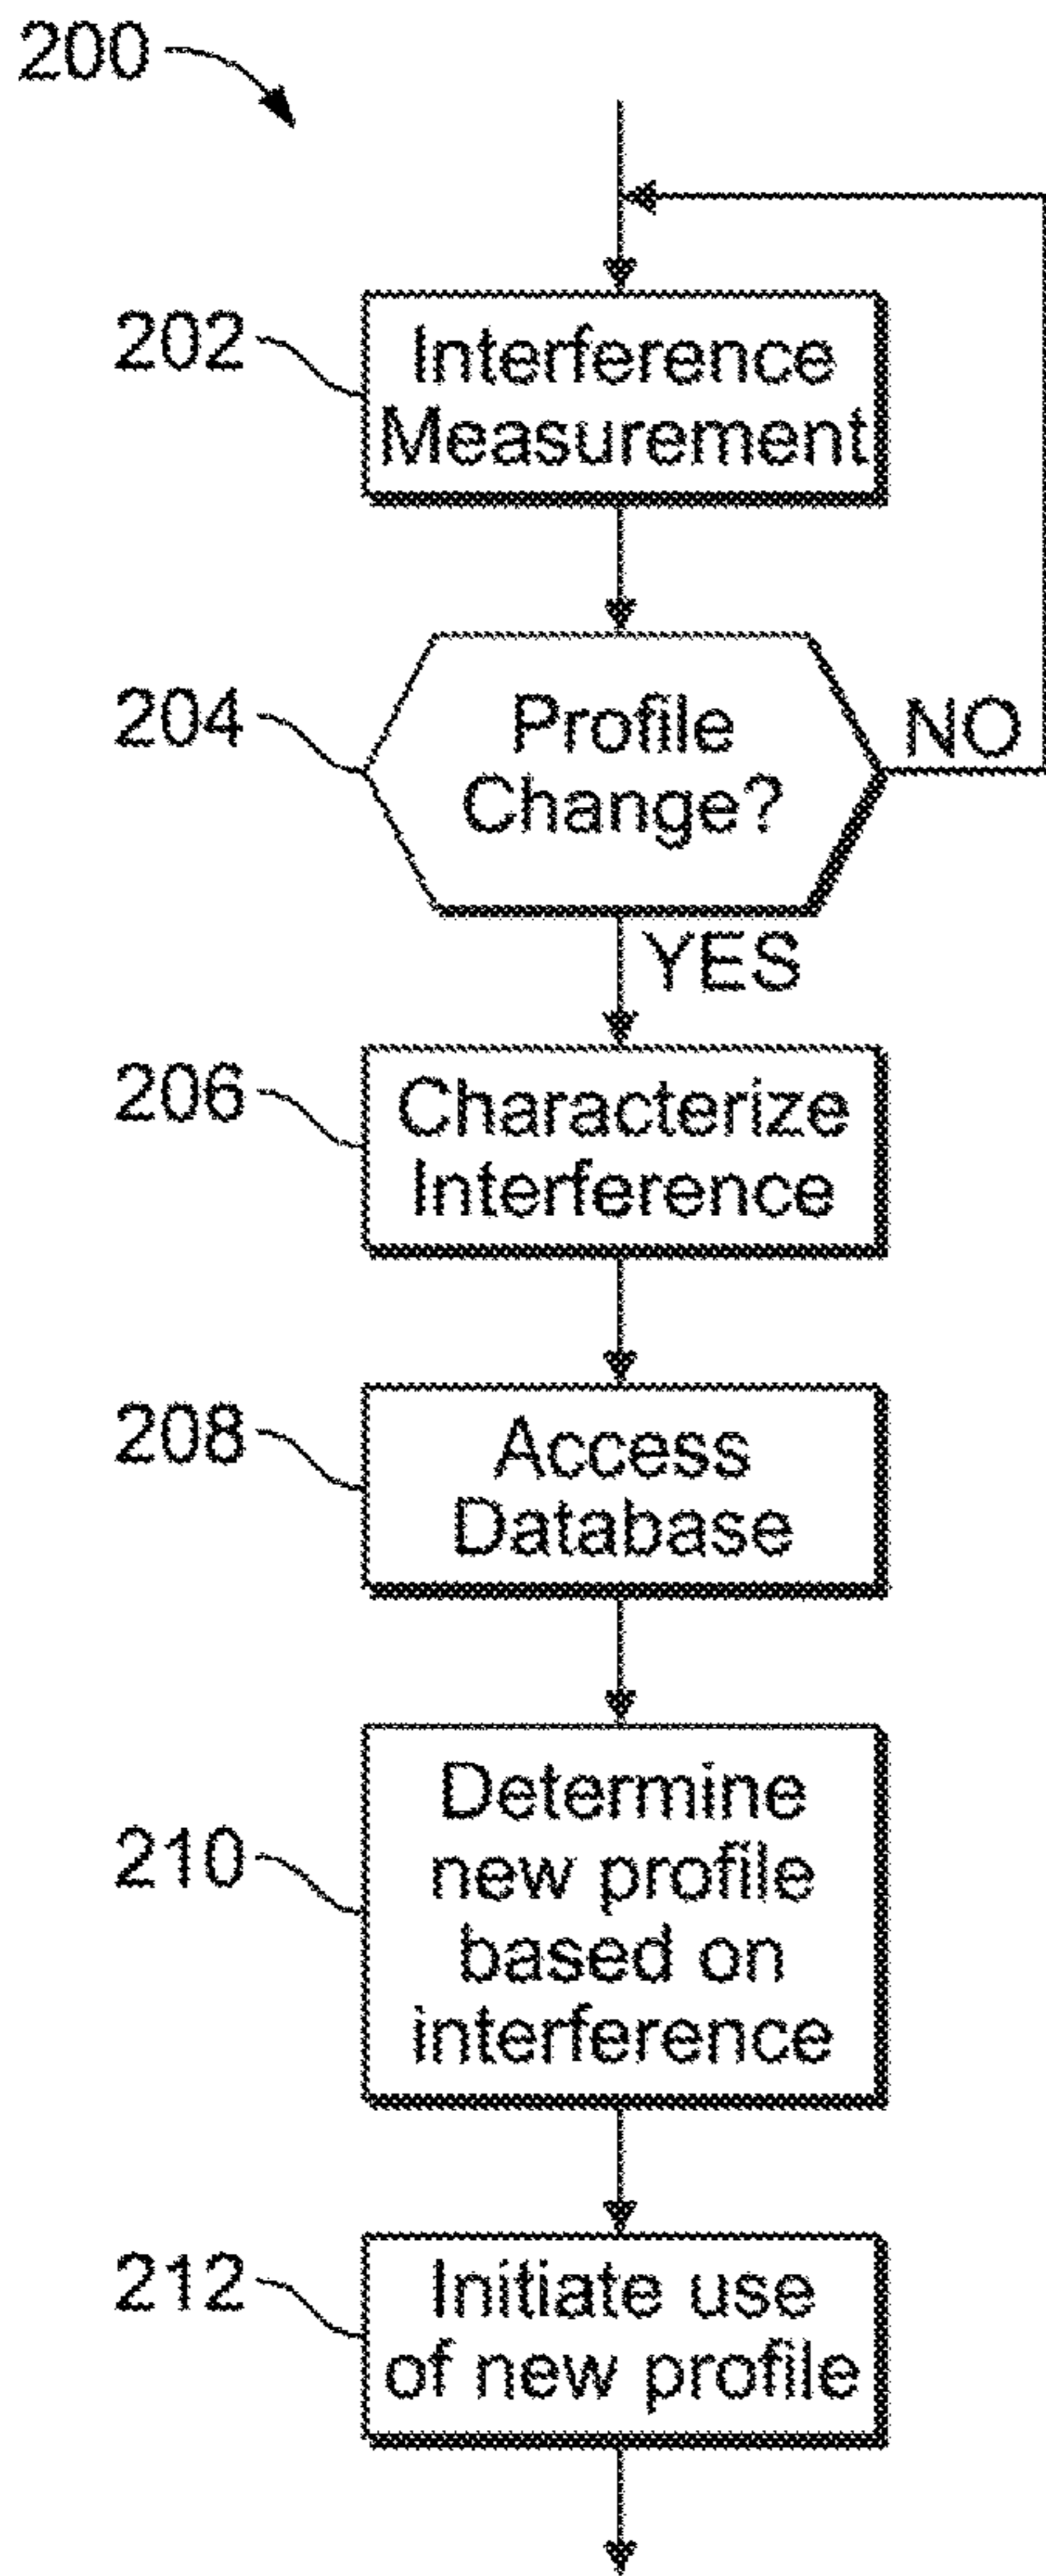 200
202
Interference
Measurement
204
Profile
Change?
NO
YES
206
Characterize
Interference
208
Access
Database
210
Determine
new profile
based on
interference
212
Initiate use
of new profile